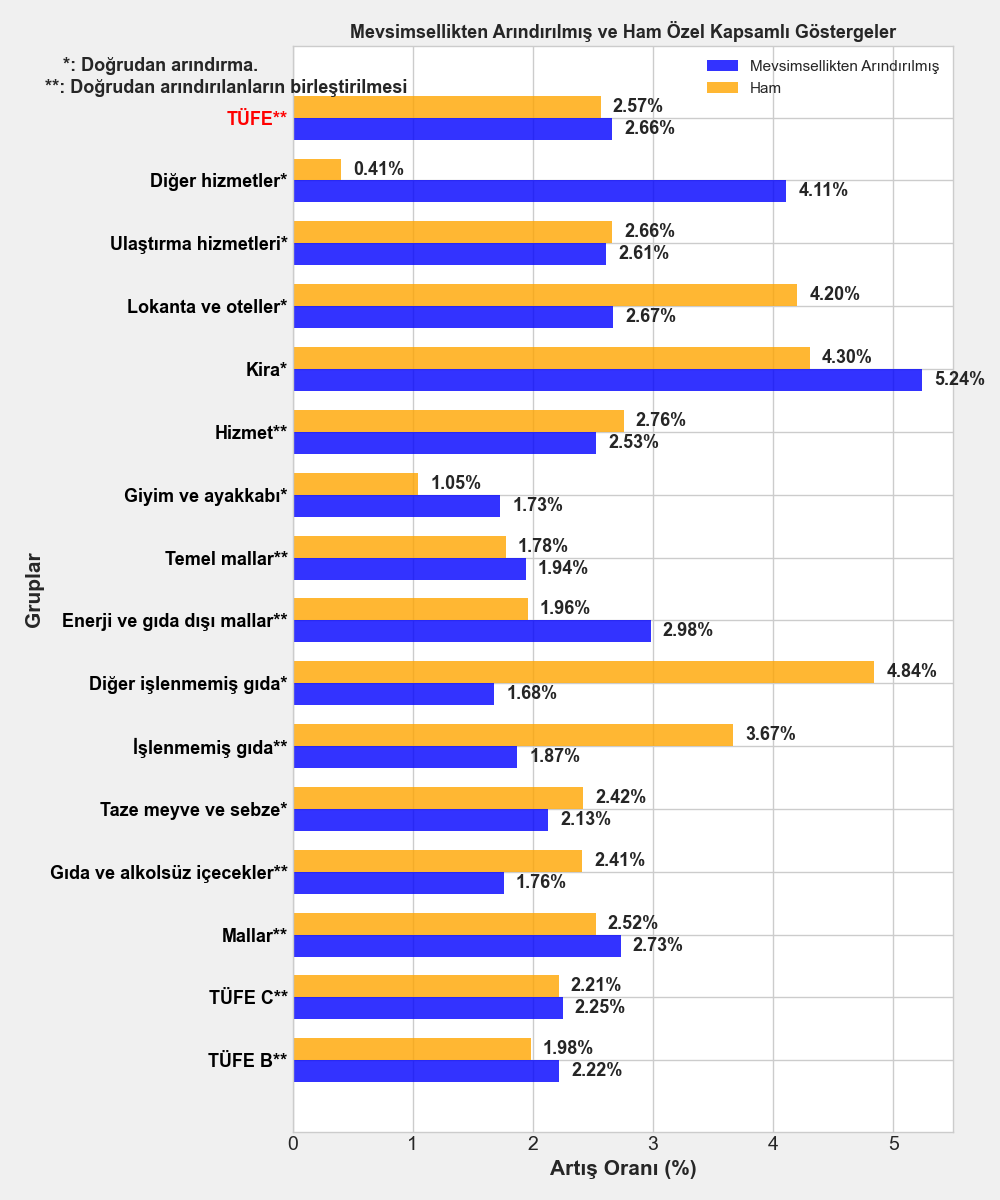 Mevsimsellikten Arındırılmış ve Ham Özel Kapsamlı Göstergeler
*: Doğrudan arındırma.
**: Doğrudan arındırılanların birleştirilmesi
Mevsimsellikten Arındırılmış
Ham
TÜFE**
2.57%
2.66%
Diğer hizmetler*
0.41%
4.11%
Ulaştırma hizmetleri*
2.66%
2.61%
Lokanta ve oteller*
4.20%
2.67%
Kira*
4.30%
5.24%
Hizmet**
2.76%
2.53%
Giyim ve ayakkabı*
1.05%
1.73%
Temel mallar**
1.78%
1.94%
Enerji ve gıda dışı mallar**
1.96%
2.98%
Diğer işlenmemiş gıda*
4.84%
1.68%
İşlenmemiş gıda**
3.67%
1.87%
Taze meyve ve sebze*
2.42%
2.13%
Gıda ve alkolsüz içecekler**
2.41%
1.76%
Mallar**
2.52%
2.73%
TÜFE C**
2.21%
2.25%
TÜFE B**
1.98%
2.22%
Gruplar
0 1 2 3 4 5
Artış Oranı (%)